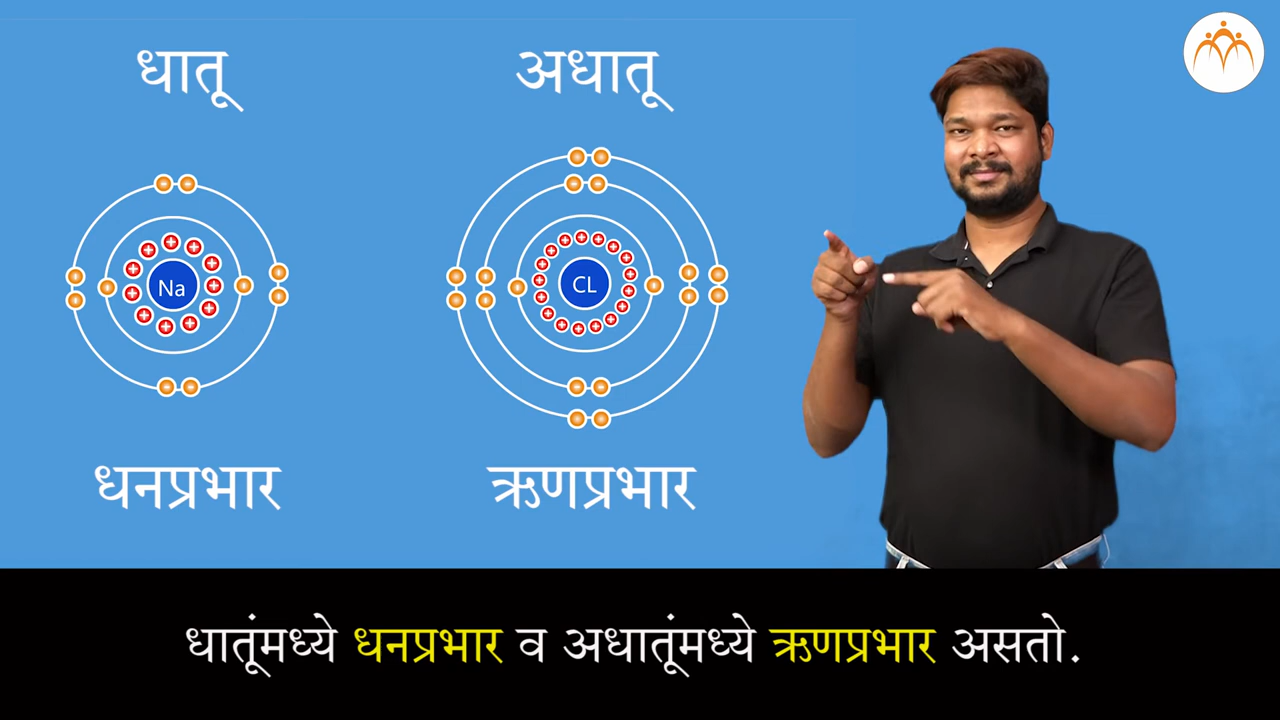 धातू
अधातू
Na
CL
धनप्रभार
ऋणप्रभार
धातूंमध्ये धनप्रभार व अधातूंमध्ये ऋणप्रभार असतो.